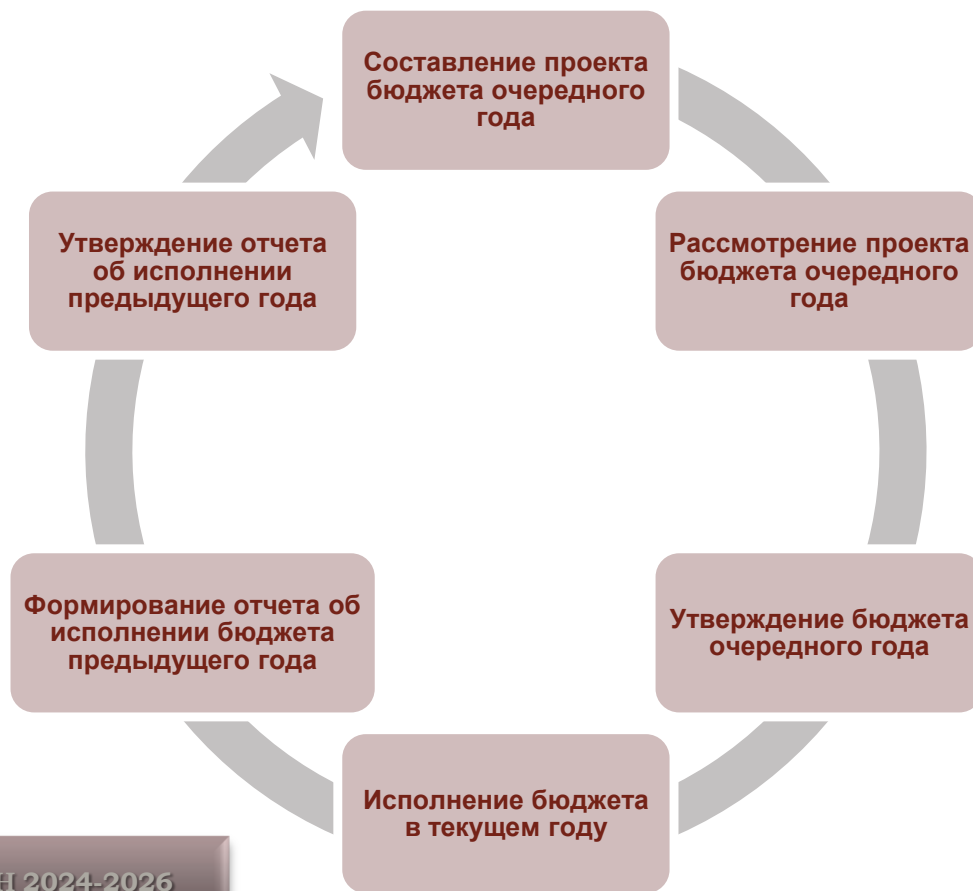 Составление проекта
бюджета очередного
года
Рассмотрение проекта
бюджета очередного
года
Утверждение бюджета
очередного года
Исполнение бюджета
в текущем году
Формирование отчета об
исполнении бюджета
предыдущего года
Утверждение отчета
об исполнении
предыдущего года
Н 2024-2026